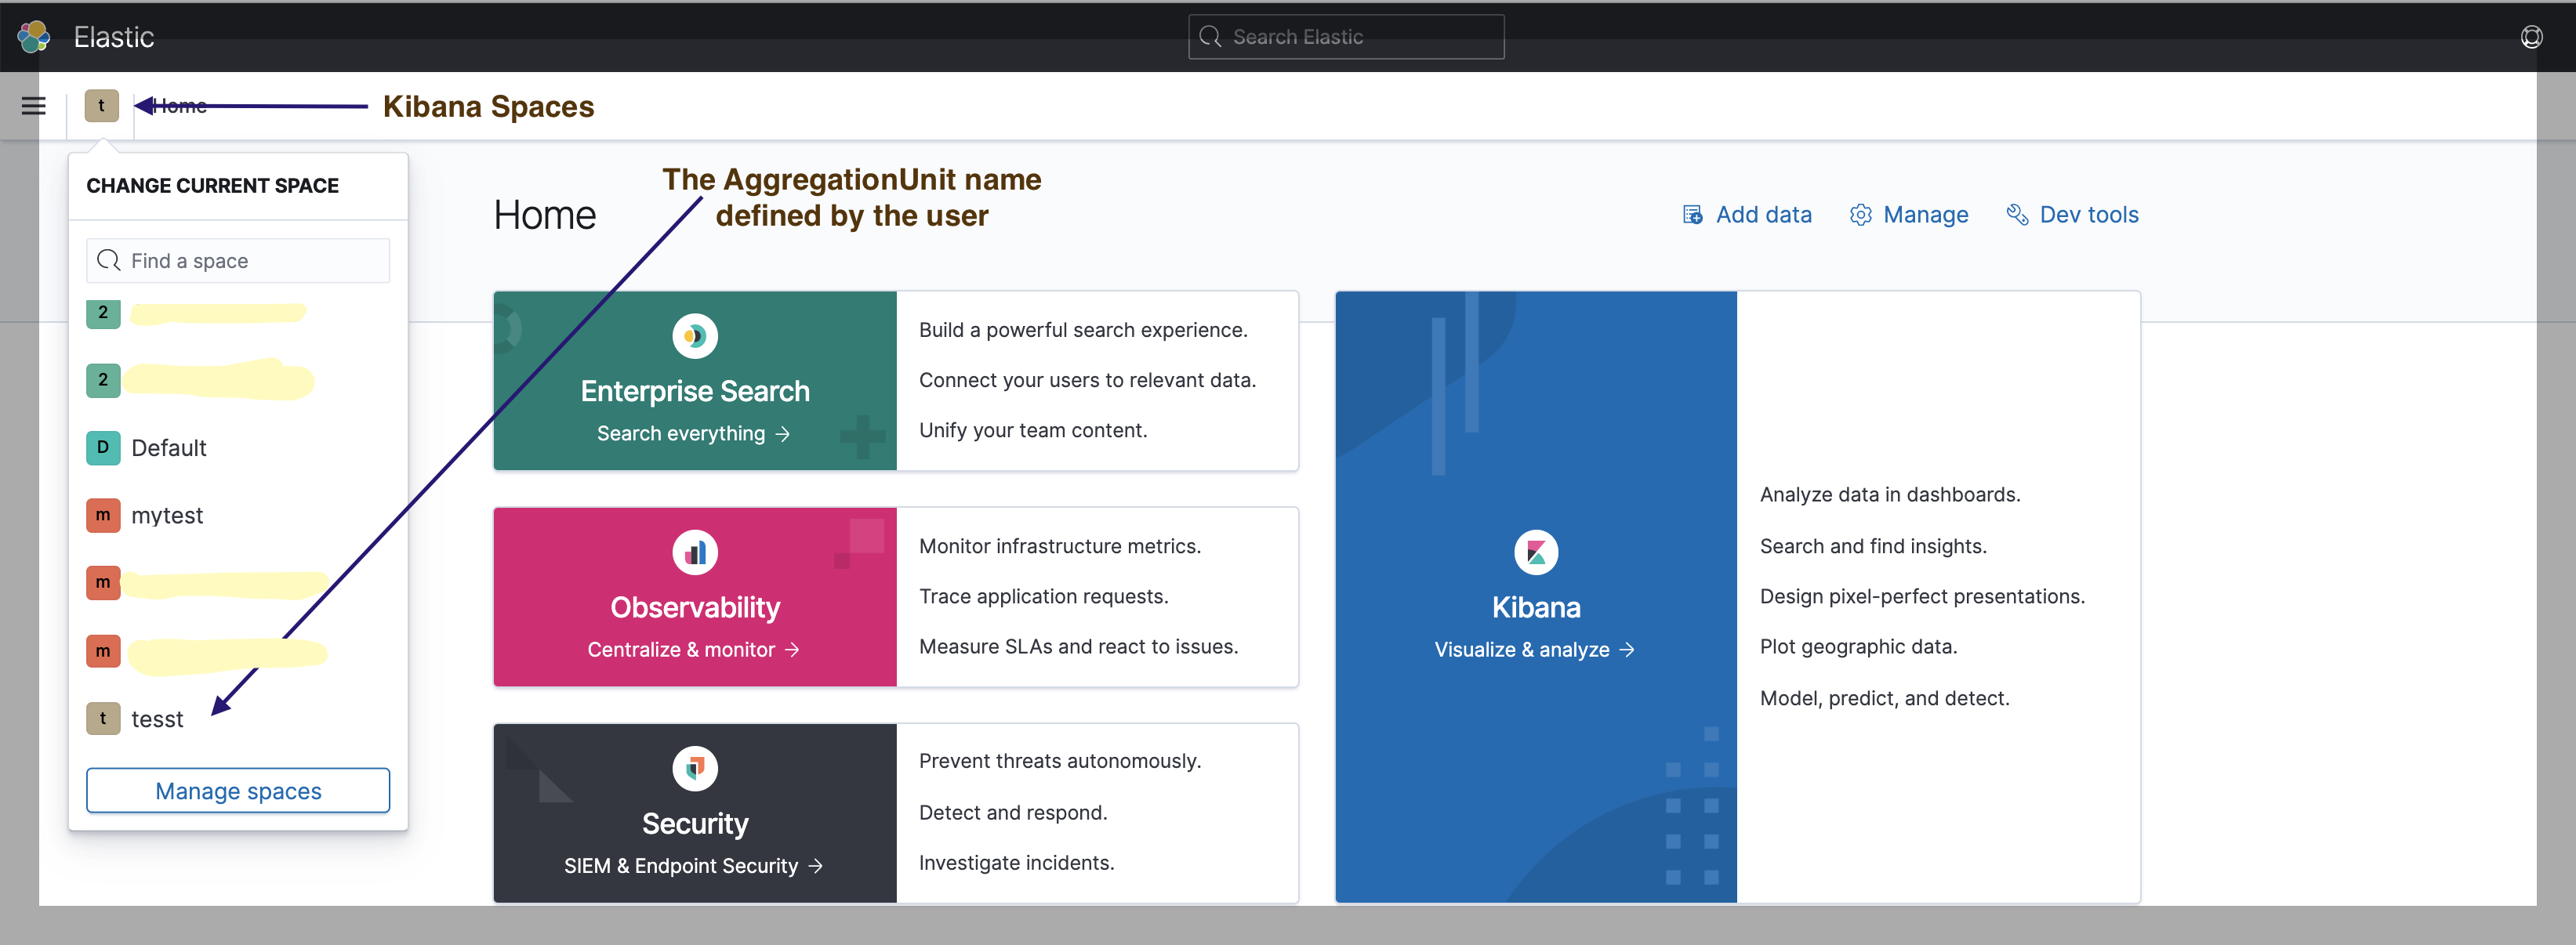 Elastic
Search Elastic
t
Home
Kibana Spaces
CHANGE CURRENT SPACE
Find a space
2
2
D Default
m mytest
m
m
t tesst
Manage spaces
The AggregationUnit name
defined by the user
Home
Add data
Manage
Dev tools
Enterprise Search
Search everything →
Build a powerful search experience.
Connect your users to relevant data.
Unify your team content.
Observability
Centralize & monitor →
Monitor infrastructure metrics.
Trace application requests.
Measure SLAs and react to issues.
Security
SIEM & Endpoint Security →
Prevent threats autonomously.
Detect and respond.
Investigate incidents.
Kibana
Visualize & analyze →
Analyze data in dashboards.
Search and find insights.
Design pixel-perfect presentations.
Plot geographic data.
Model, predict, and detect.